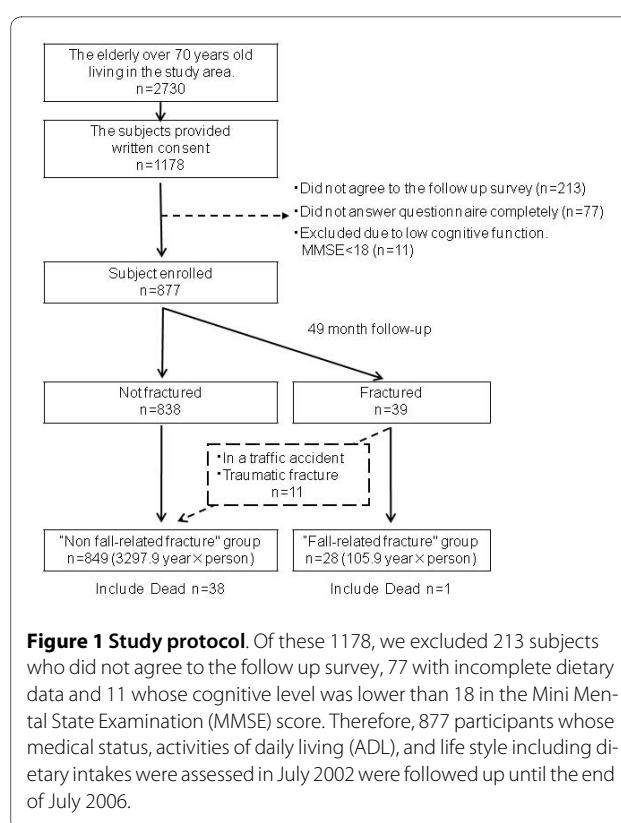 The elderly over 70 years old
living in the study area.
n=2730
The subjects provided
written consent
n=1178
・Did not agree to the follow up survey (n=213)
・Did not answer questionnaire completely (n=77)
・Excluded due to low cognitive function.
MMSE<18 (n=11)
Subject enrolled
n=877
49 month follow-up
Not fractured
n=838
Fractured
n=39
・In a traffic accident
・Traumatic fracture
n=11
"Non fall-related fracture" group
n=849 (3297.9 year×person)
"Fall-related fracture" group
n=28 (105.9 year×person)
Include Dead n=38
Include Dead n=1
Figure 1 Study protocol. Of these 1178, we excluded 213 subjects
who did not agree to the follow up survey, 77 with incomplete dietary
data and 11 whose cognitive level was lower than 18 in the Mini Men-
tal State Examination (MMSE) score. Therefore, 877 participants whose
medical status, activities of daily living (ADL), and life style including di-
etary intakes were assessed in July 2002 were followed up until the end
of July 2006.